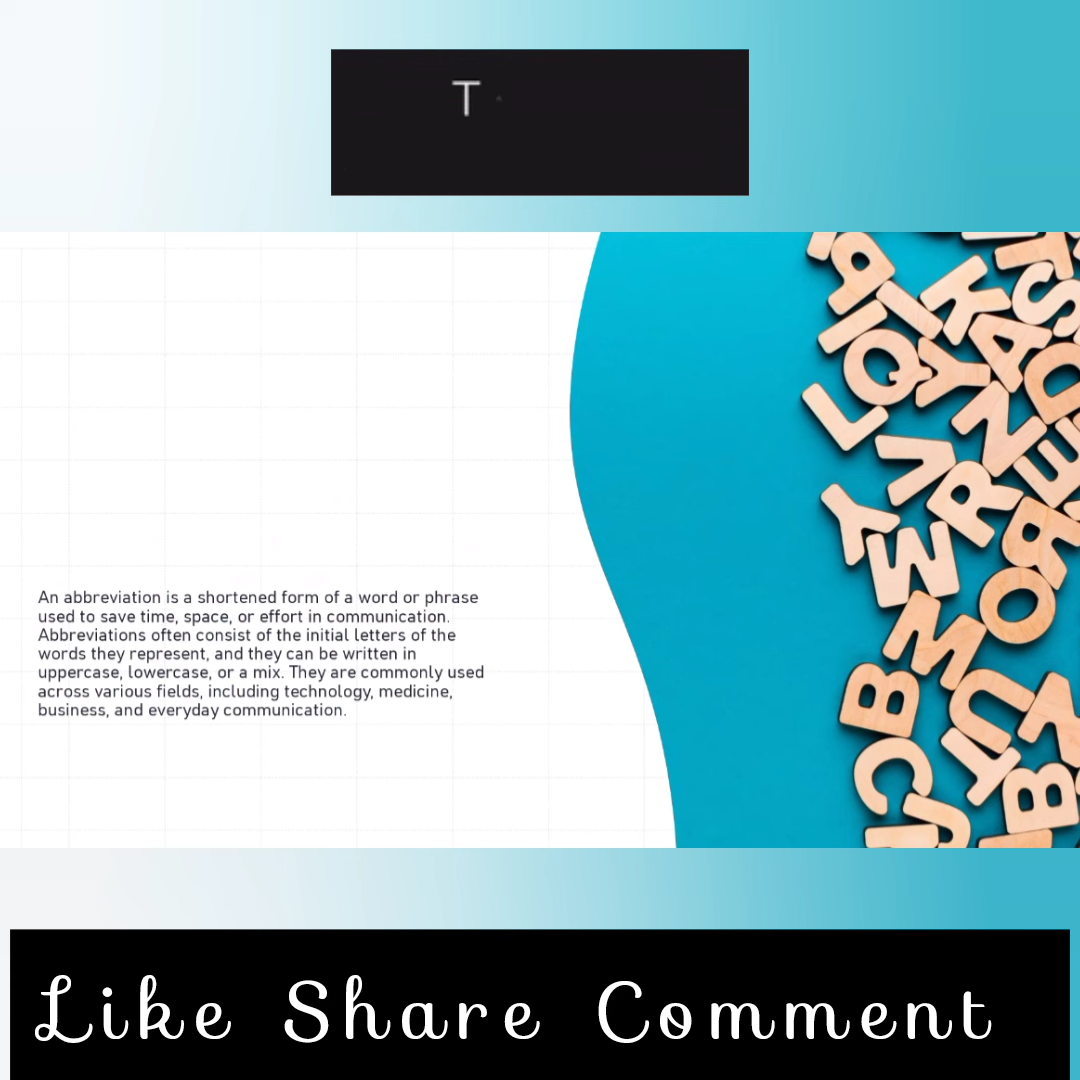 T
An abbreviation is a shortened form of a word or phrase
used to save time, space, or effort in communication.
Abbreviations often consist of the initial letters of the
words they represent, and they can be written in
uppercase, lowercase, or a mix. They are commonly used
across various fields, including technology, medicine,
business, and everyday communication.
Like Share Comment